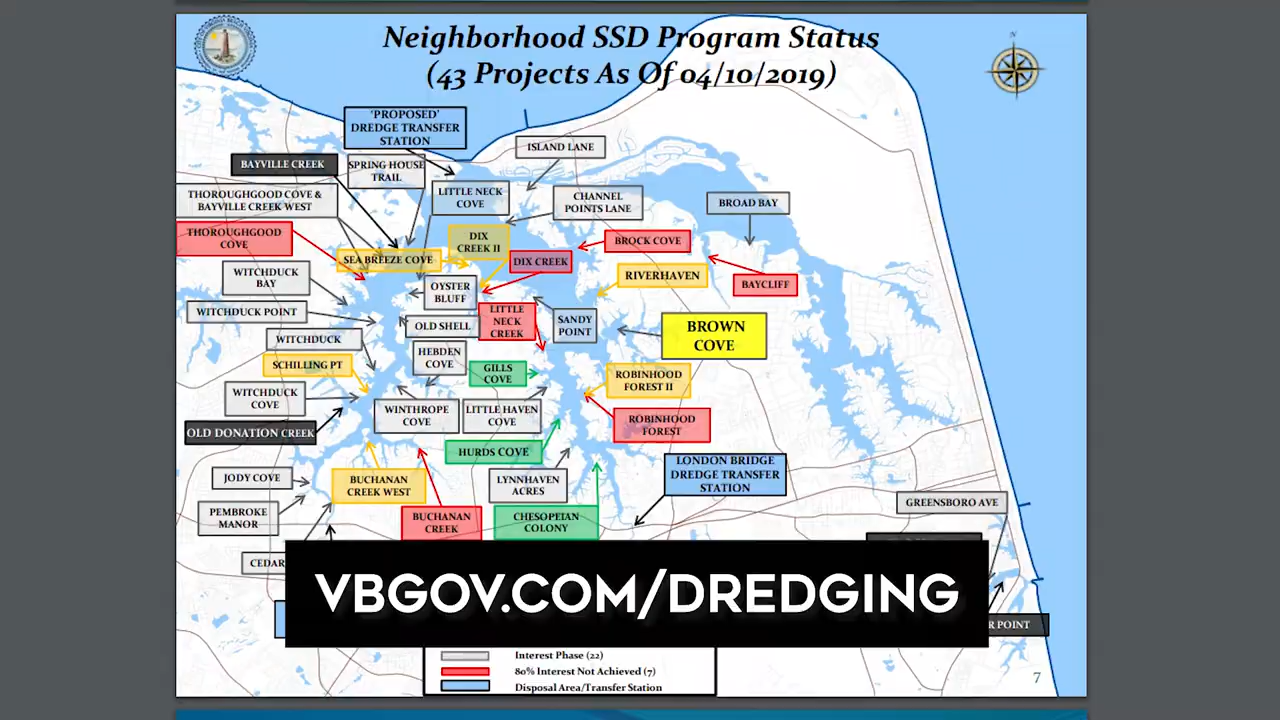 Neighborhood SSD Program Status
(43 Projects As Of 04/10/2019)
N
'PROPOSED'
DREDGE TRANSFER
STATION
ISLAND LANE
BAYVILLE CREEK
SPRING HOUSE
TRAIL
THOROUGHGOOD COVE &
BAYVILLE CREEK WEST
LITTLE NECK
COVE
CHANNEL
POINTS LANE
BROAD BAY
THOROUGHGOOD
COVE
DIX
CREEK II
BROCK COVE
SEA BREEZE COVE
DIX CREEK
WITCHDUCK
BAY
RIVERHAVEN
BAYCLIFF
OYSTER
BLUFF
WITCHDUCK POINT
LITTLE
NECK
CREEK
SANDY
POINT
OLD SHELL
BROWN
COVE
WITCHDUCK
HEBDEN
COVE
SCHILLING PT
GILLS
COVE
ROBINHOOD
FOREST II
WITCHDUCK
COVE
WINTHROPE
COVE
LITTLE HAVEN
COVE
ROBINHOOD
FOREST
OLD DONATION CREEK
HURDS COVE
JODY COVE
BUCHANAN
CREEK WEST
LYNNHAVEN
ACRES
LONDON BRIDGE
DREDGE TRANSFER
STATION
GREENSBORO AVE
PEMBROKE
MANOR
BUCHANAN
CREEK
CHESOPEIAN
COLONY
CEDAR
VBGOV.COM/DREDGING
R POINT
Interest Phase (22)
80% Interest Not Achieved (7)
Disposal Area/Transfer Station
7